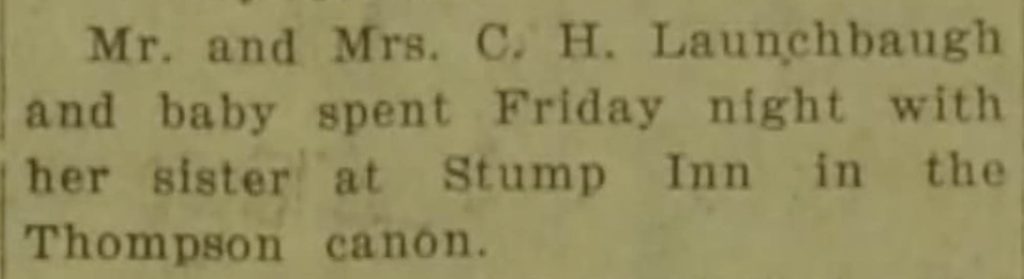 Mr. and Mrs. C. H. Launchbaugh
and baby spent Friday night with
her sister at Stump Inn in the
Thompson canon.